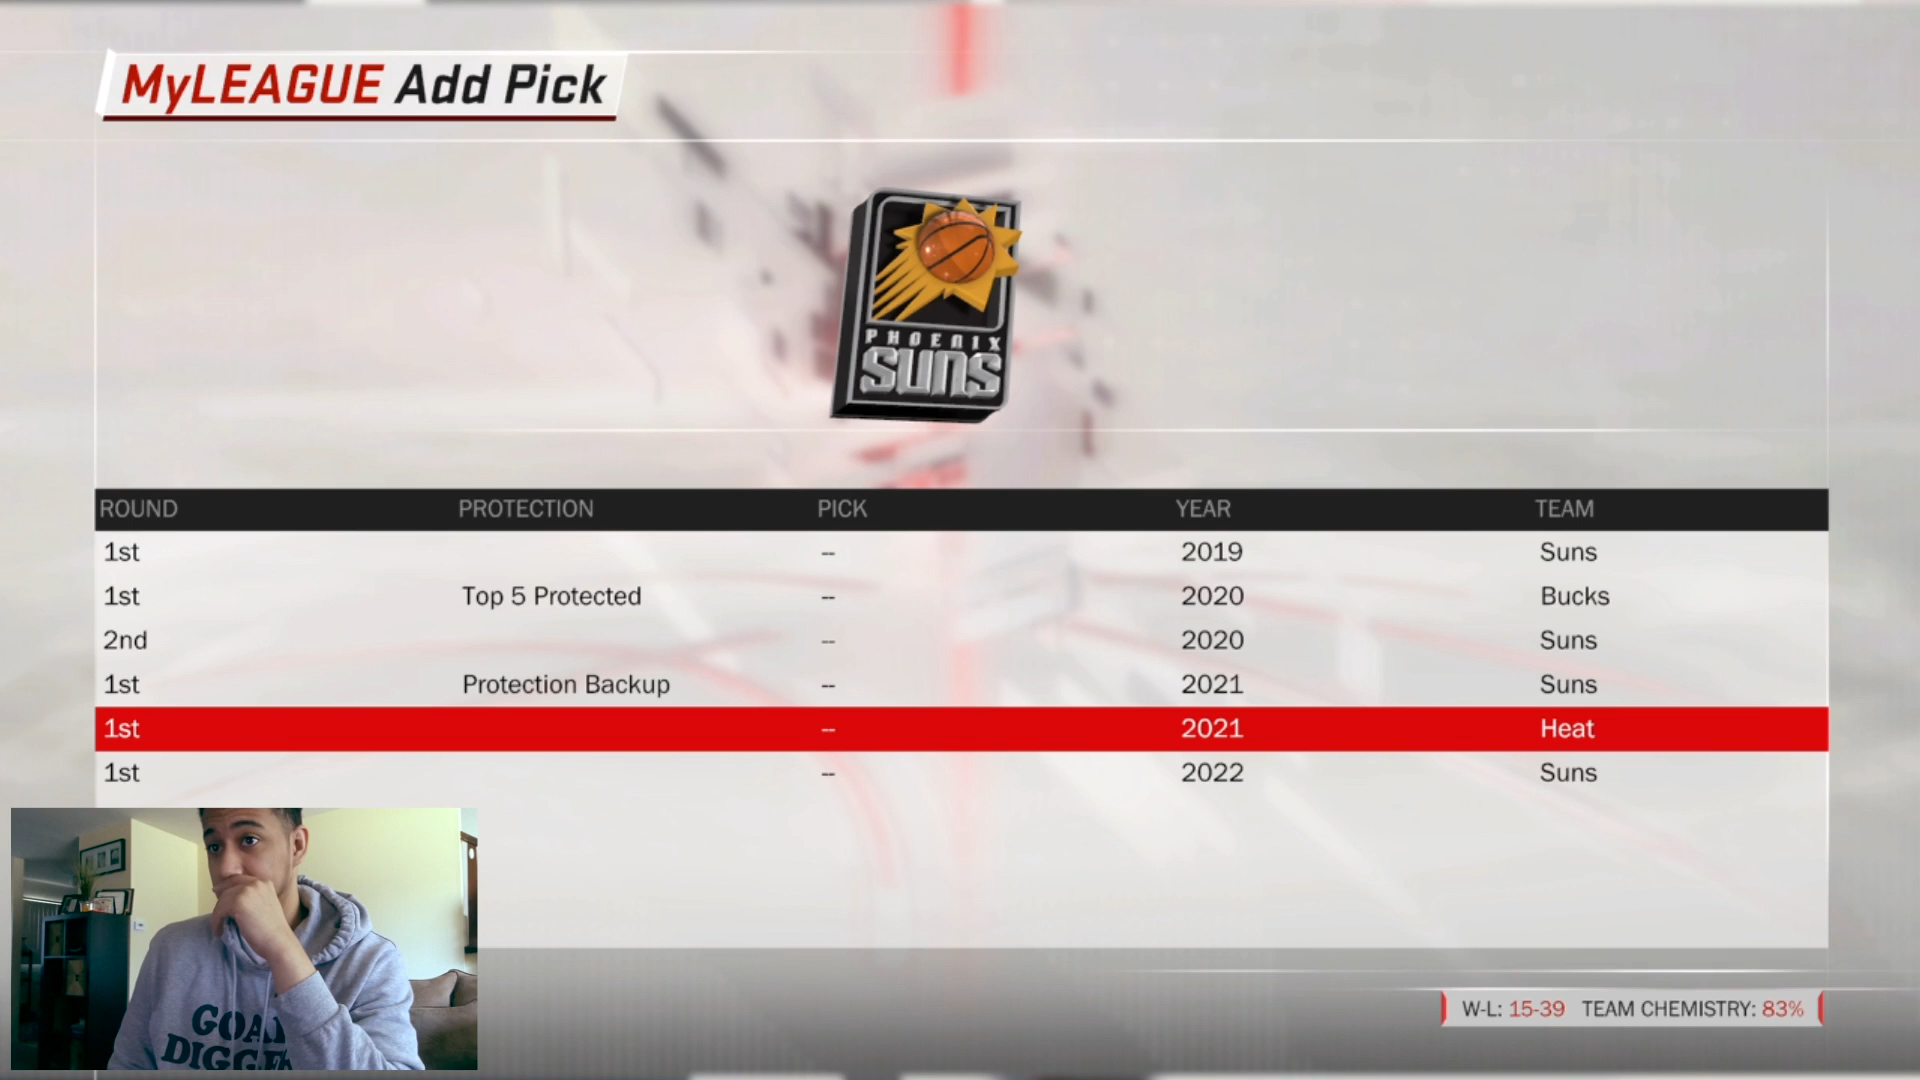 MyLEAGUE Add Pick
PHOENIX
SUNS
ROUND PROTECTION PICK YEAR TEAM
1st -- 2019 Suns
1st Top 5 Protected -- 2020 Bucks
2nd -- 2020 Suns
1st Protection Backup -- 2021 Suns
1st -- 2021 Heat
1st -- 2022 Suns
GOAL
DIGGER
W-L: 15-39 TEAM CHEMISTRY: 83%